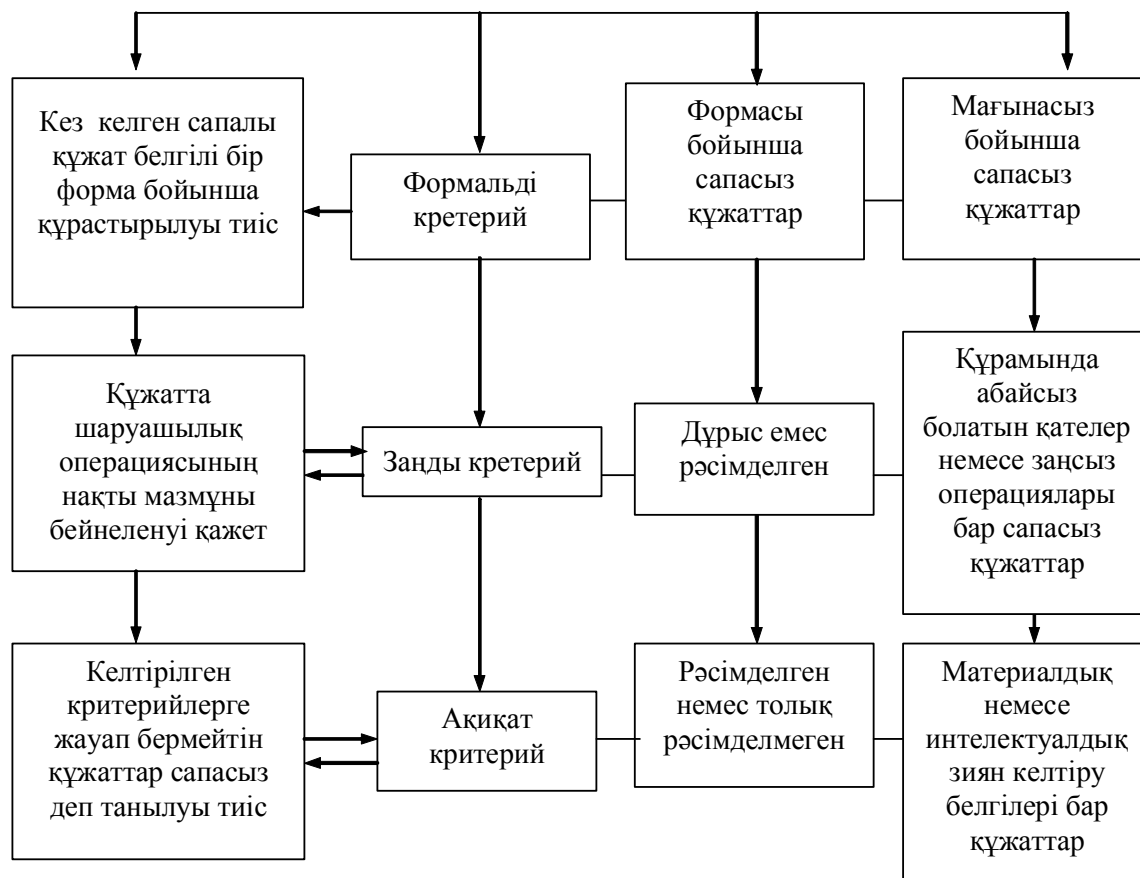 Кез келген сапалы
құжат белгілі бір
форма бойынша
құрастырылуы тиіс
Формальді
кретерий
Формасы
бойынша
сапасыз
құжаттар
Мағынасыз
бойынша
сапасыз
құжаттар
Құжатта
шаруашылық
операциясының
нақты мазмұны
бейнеленуі қажет
Заңды кретерий
Дұрыс емес
рәсімделген
Құрамында
абайсыз
болатын қателер
немесе заңсыз
операциялары
бар сапасыз
құжаттар
Келтірілген
критерийлерге
жауап бермейтін
құжаттар сапасыз
деп танылуы тиіс
Ақиқат
критерий
Рәсімделген
немес толық
рәсімделмеген
Материалдық
немесе
интелектуалдық
зиян келтіру
белгілері бар
құжаттар